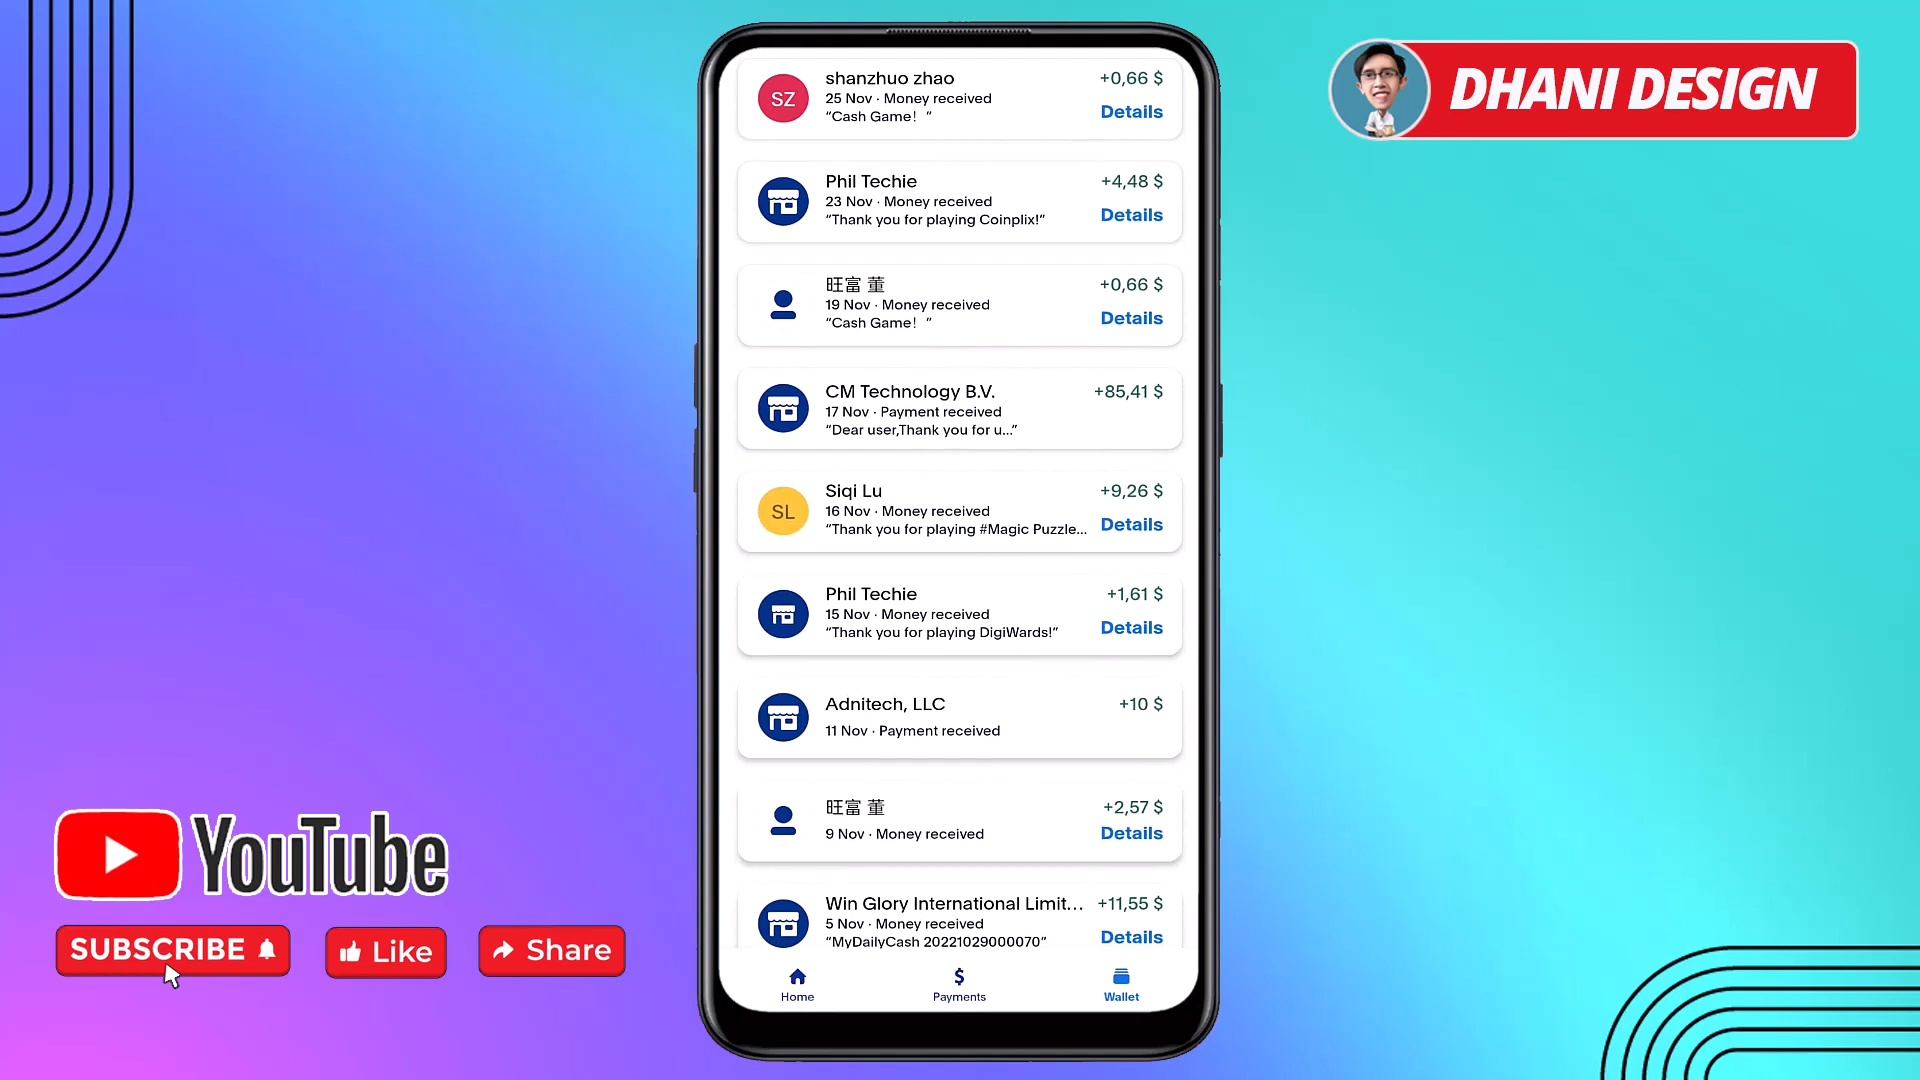 DHANI DESIGN
SZ
shanzhuo zhao
+0,66 $
25 Nov · Money received
“Cash Game！”
Details
Phil Techie
+4,48 $
23 Nov · Money received
“Thank you for playing Coinplix!”
Details
旺富 董
+0,66 $
19 Nov · Money received
“Cash Game！”
Details
CM Technology B.V.
+85,41 $
17 Nov · Payment received
“Dear user,Thank you for u...”
SL
Siqi Lu
+9,26 $
16 Nov · Money received
“Thank you for playing #Magic Puzzle...
Details
Phil Techie
+1,61 $
15 Nov · Money received
“Thank you for playing DigiWards!”
Details
Adnitech, LLC
+10 $
11 Nov · Payment received
旺富 董
+2,57 $
9 Nov · Money received
Details
Win Glory International Limit...
+11,55 $
5 Nov · Money received
“MyDailyCash 20221029000070”
Details
Home
Payments
Wallet
YouTube
SUBSCRIBE
Like
Share